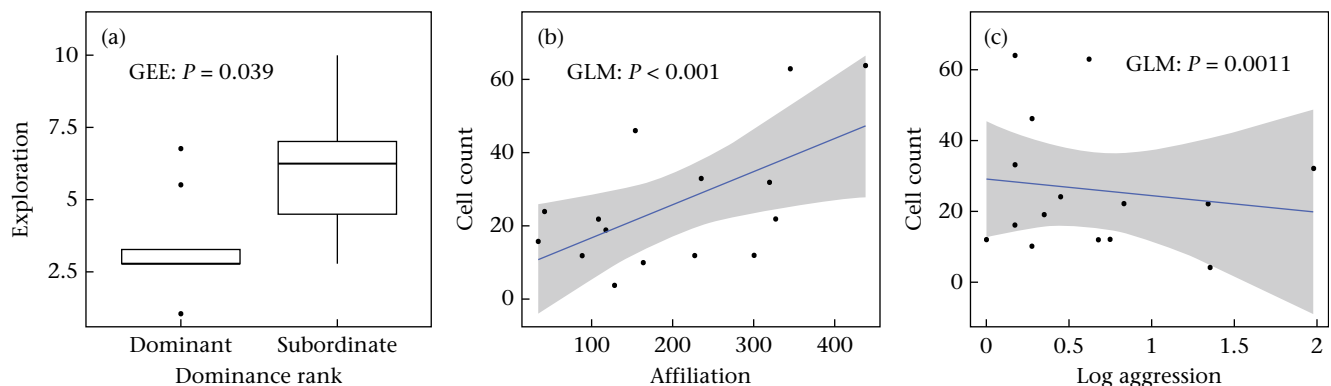 (a)
GEE: P = 0.039
10
7.5
5
2.5
Exploration
Dominant Subordinate
Dominance rank
(b)
GLM: P < 0.001
60
40
20
0
Cell count
100 200 300 400
Affiliation
(c)
GLM: P = 0.0011
60
40
20
0
Cell count
0 0.5 1 1.5 2
Log aggression